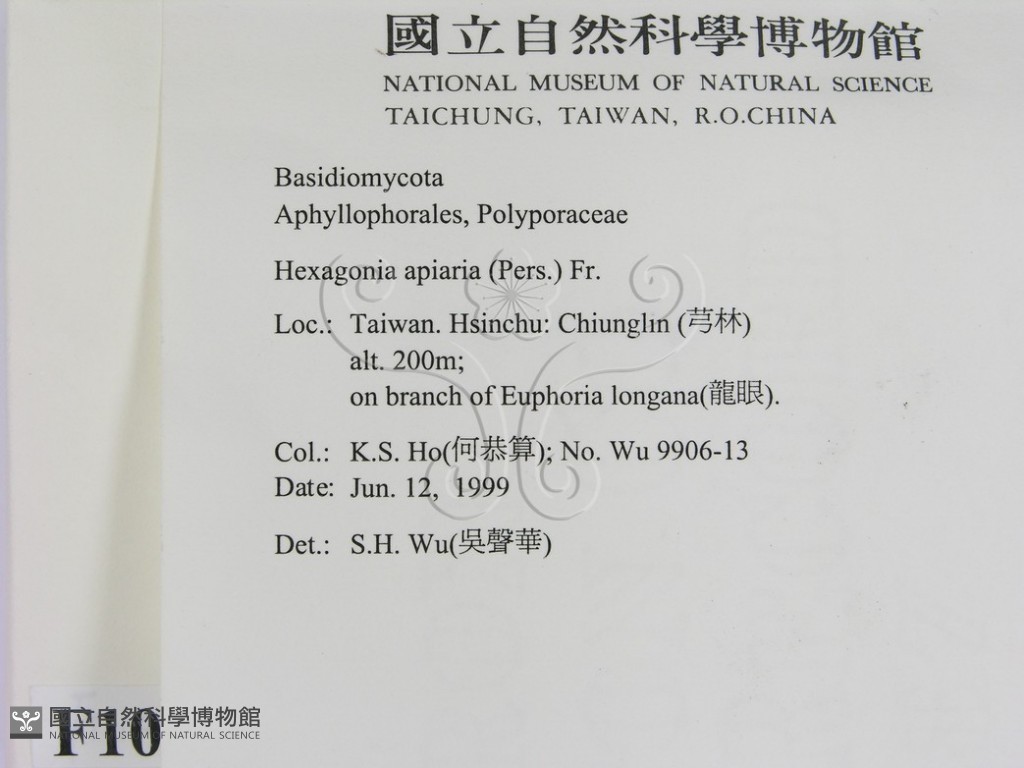 國立自然科學博物館
NATIONAL MUSEUM OF NATURAL SCIENCE
TAICHUNG, TAIWAN, R.O.CHINA
Basidiomycota
Aphyllophorales, Polyporaceae
Hexagonia apiaria (Pers.) Fr.
Loc.: Taiwan. Hsinchu: Chiunglin (芎林)
alt. 200m;
on branch of Euphoria longana(龍眼).
Col.: K.S. Ho(何恭算); No. Wu 9906-13
Date: Jun. 12, 1999
Det.: S.H. Wu(吳聲華)
F10
國立自然科學博物館
NATIONAL MUSEUM OF NATURAL SCIENCE